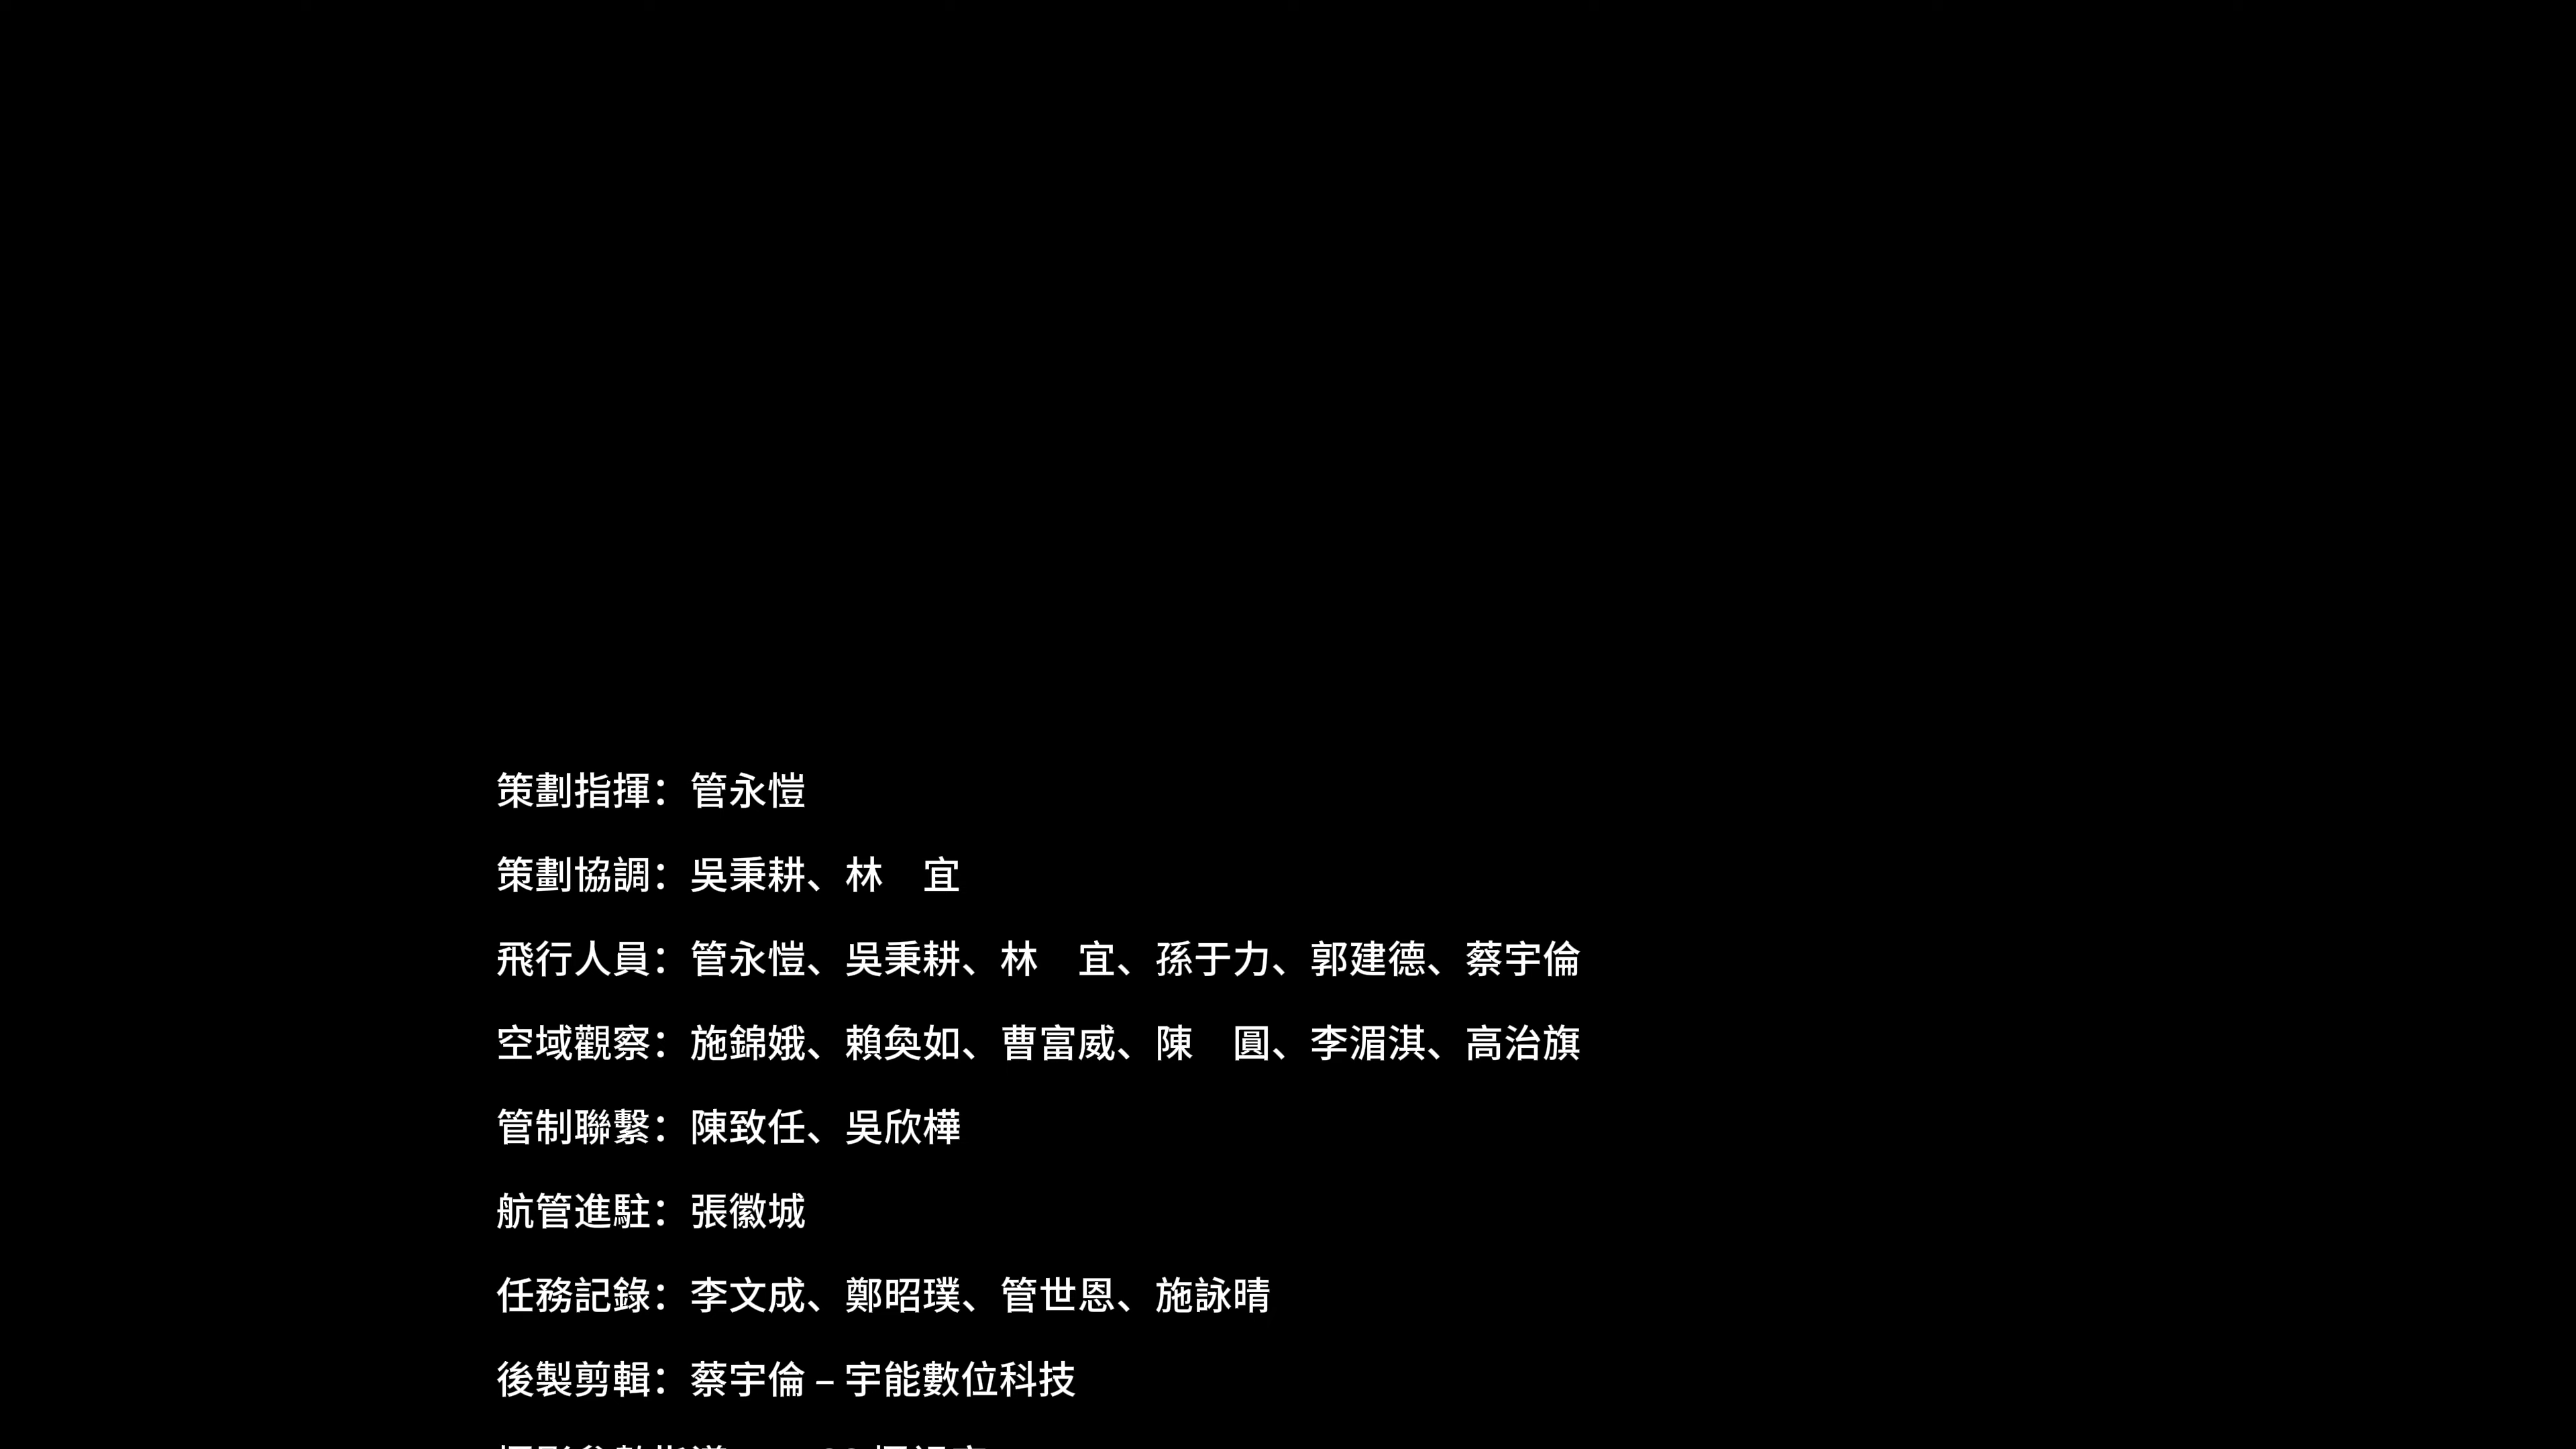 策劃指揮：管永愷
策劃協調：吳秉耕、林　宜
飛行人員：管永愷、吳秉耕、林　宜、孫于力、郭建德、蔡宇倫
空域觀察：施錦娥、賴奐如、曹富威、陳　圓、李湄淇、高治旗
管制聯繫：陳致任、吳欣樺
航管進駐：張徽城
任務記錄：李文成、鄭昭璞、管世恩、施詠晴
後製剪輯：蔡宇倫 – 宇能數位科技